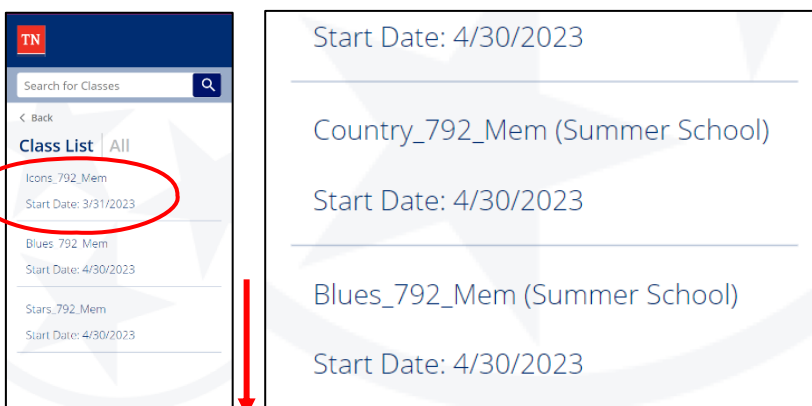 TN
Search for Classes
< Back
Class List | All
Icons_792_Mem
Start Date: 3/31/2023
Blues_792_Mem
Start Date: 4/30/2023
Stars_792_Mem
Start Date: 4/30/2023
Start Date: 4/30/2023
Country_792_Mem (Summer School)
Start Date: 4/30/2023
Blues_792_Mem (Summer School)
Start Date: 4/30/2023